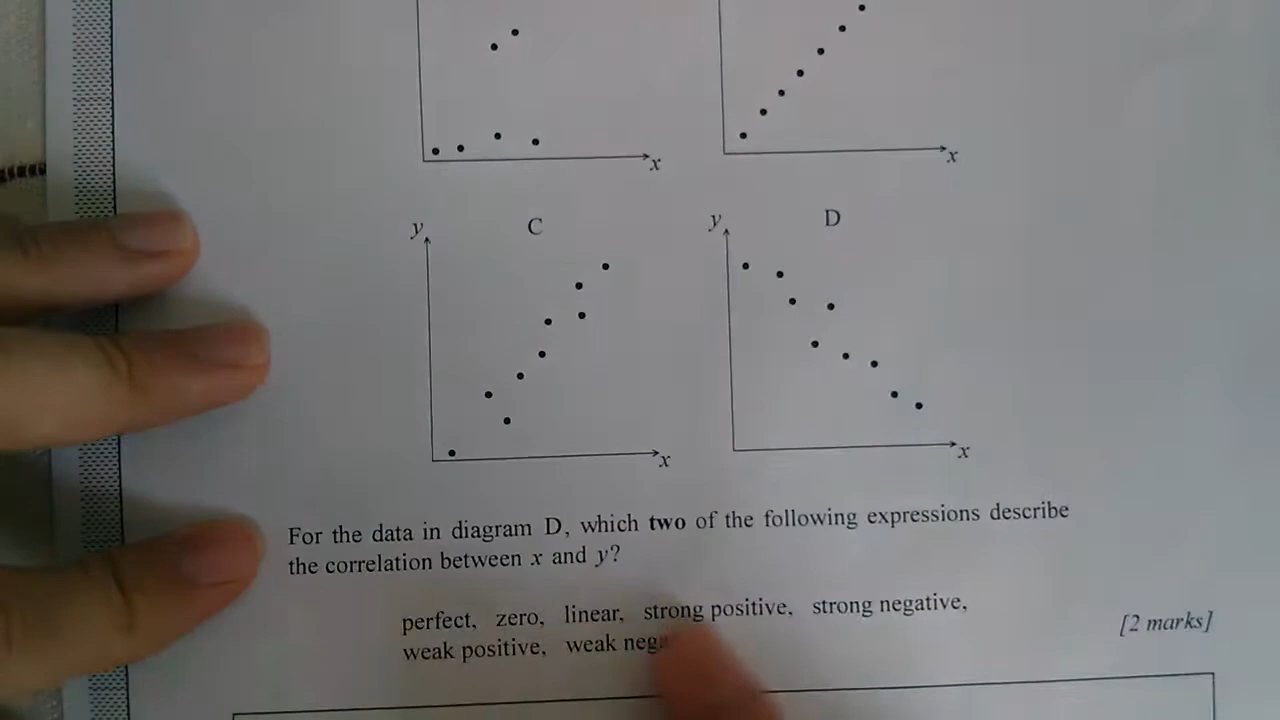 x x
y C y D
x x
For the data in diagram D, which two of the following expressions describe
the correlation between x and y?
perfect, zero, linear, strong positive, strong negative,
weak positive, weak
[2 marks]